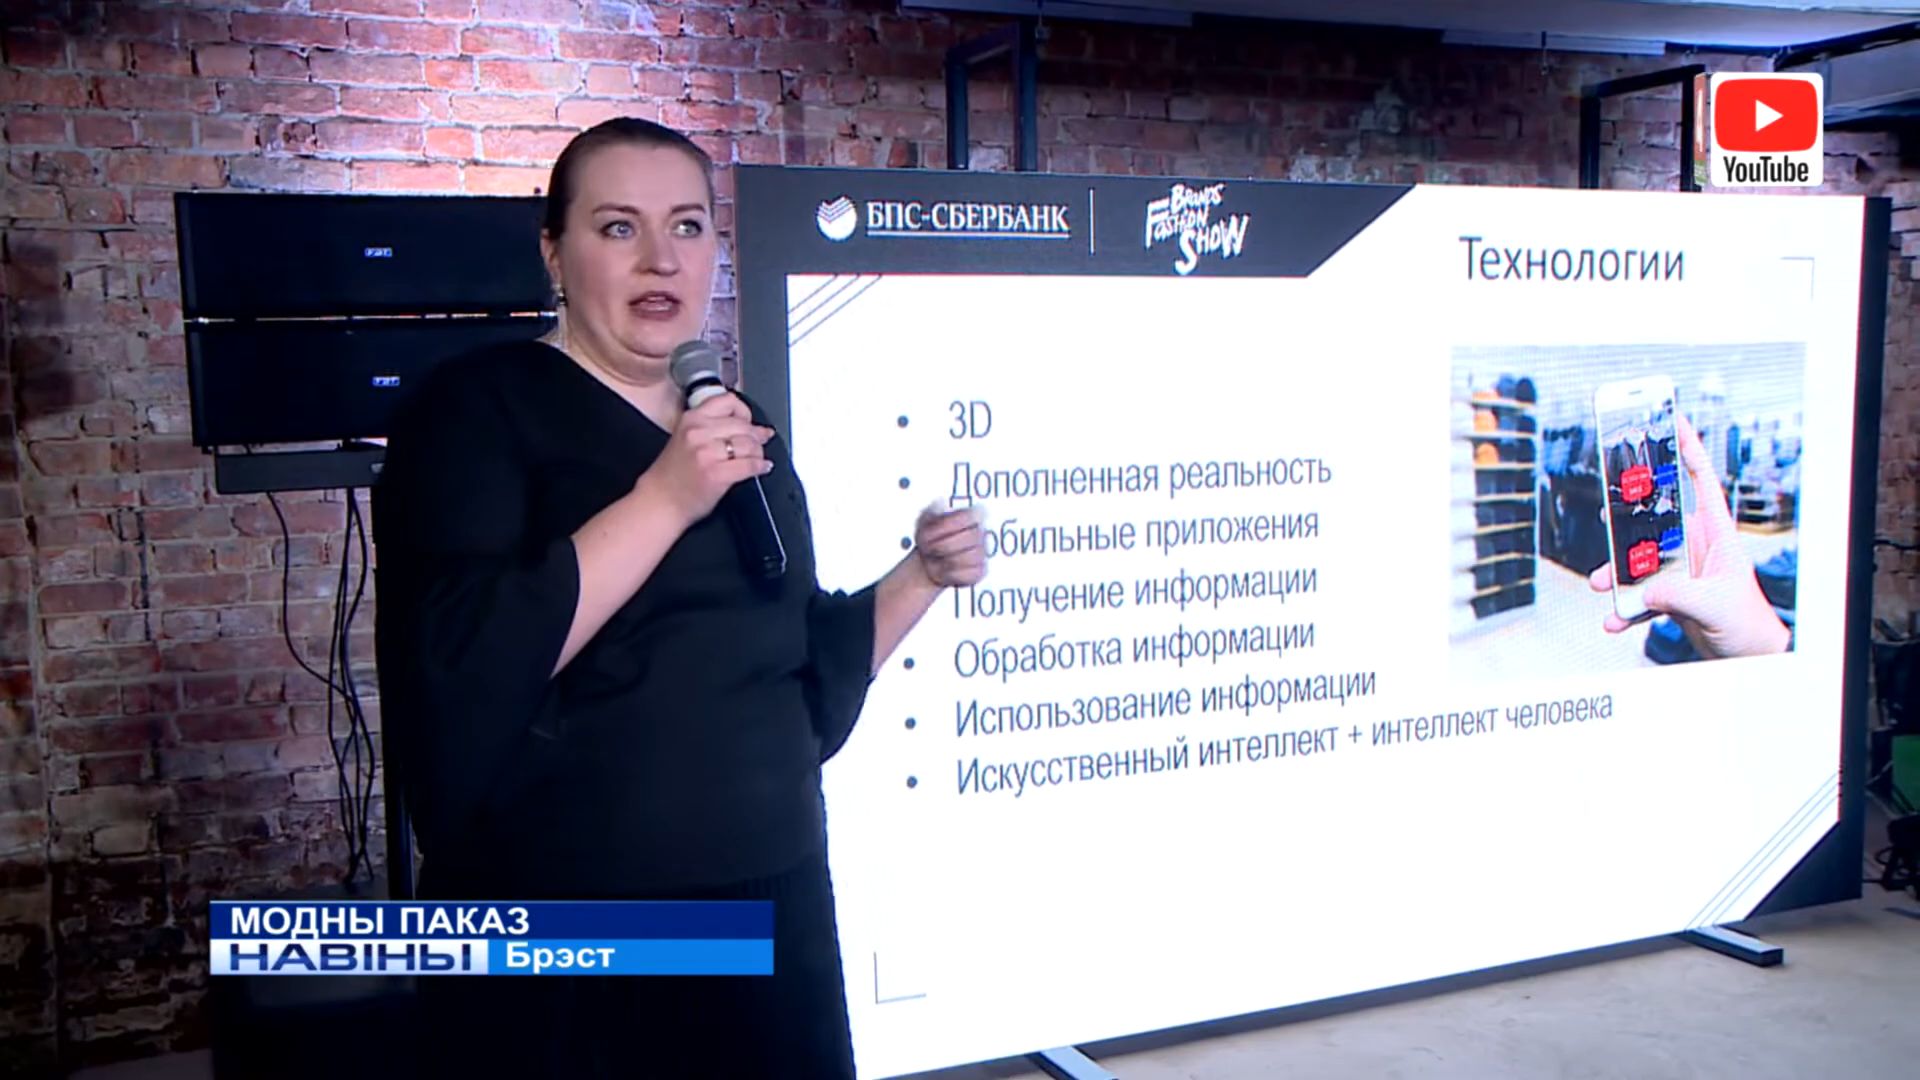 YouTube
БПС-СБЕРБАНК
BRANDS
FASHION
SHOW
Технологии
• 3D
• Дополненная реальность
• обильные приложения
Получение информации
• Обработка информации
• Использование информации
• Искусственный интеллект + интеллект человека
МОДНЫ ПАКАЗ
НАВІНЫ Брэст